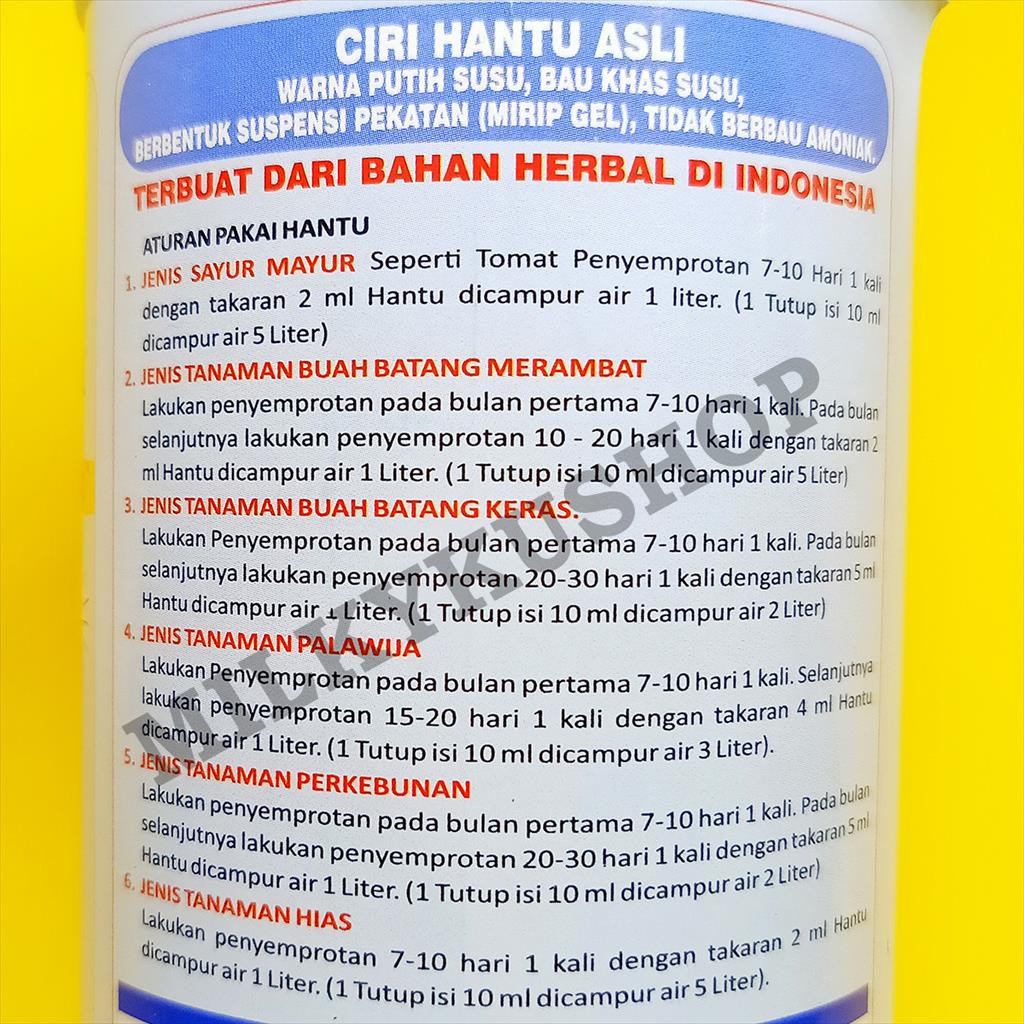 CIRI HANTU ASLI
WARNA PUTIH SUSU, BAU KHAS SUSU,
BERBENTUK SUSPENSI PEKATAN (MIRIP GEL), TIDAK BERBAU AMONIAK.
TERBUAT DARI BAHAN HERBAL DI INDONESIA
ATURAN PAKAI HANTU
1. JENIS SAYUR MAYUR Seperti Tomat Penyemprotan 7-10 Hari 1 kali
dengan takaran 2 ml Hantu dicampur air 1 liter. (1 Tutup isi 10 ml
dicampur air 5 Liter)
2. JENIS TANAMAN BUAH BATANG MERAMBAT
Lakukan penyemprotan pada bulan pertama 7-10 hari 1 kali. Pada bulan
selanjutnya lakukan penyemprotan 10 - 20 hari 1 kali dengan takaran 2
ml Hantu dicampur air 1 Liter. (1 Tutup isi 10 ml dicampur air 5 Liter)
3. JENIS TANAMAN BUAH BATANG KERAS.
Lakukan Penyemprotan pada bulan pertama 7-10 hari 1 kali. Pada bulan
selanjutnya lakukan penyemprotan 20-30 hari 1 kali dengan takaran 5 ml
Hantu dicampur air 1 Liter. (1 Tutup isi 10 ml dicampur air 2 Liter)
4. JENIS TANAMAN PALAWIJA
Lakukan Penyemprotan pada bulan pertama 7-10 hari 1 kali. Selanjutnya
lakukan penyemprotan 15-20 hari 1 kali dengan takaran 4 ml Hantu
dicampur air 1 Liter. (1 Tutup isi 10 ml dicampur air 3 Liter).
5. JENIS TANAMAN PERKEBUNAN
Lakukan penyemprotan pada bulan pertama 7-10 hari 1 kali. Pada bulan
selanjutnya lakukan penyemprotan 20-30 hari 1 kali dengan takaran 5 ml
Hantu dicampur air 1 Liter. (1 Tutup isi 10 ml dicampur air 2 Liter)
6. JENIS TANAMAN HIAS
Lakukan penyemprotan 7-10 hari 1 kali dengan takaran 2 ml Hantu
dicampur air 1 Liter. (1 Tutup isi 10 ml dicampur air 5 Liter).
MILKYKUSHOP